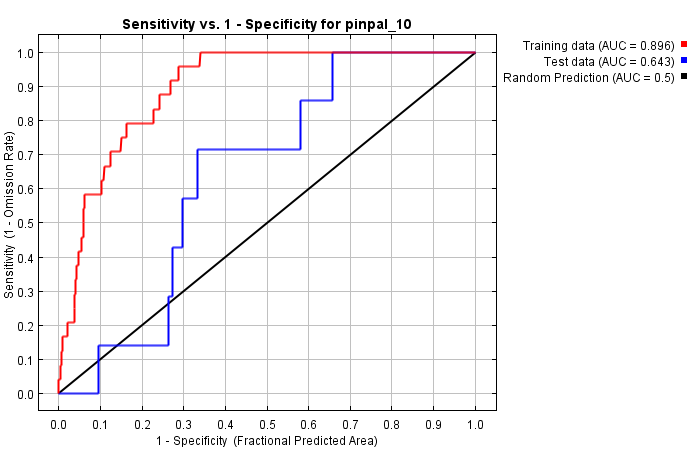 Sensitivity vs. 1 - Specificity for pinpal_10
Training data (AUC = 0.896)
Test data (AUC = 0.643)
Random Prediction (AUC = 0.5)
Sensitivity (1 - Omission Rate)
1.0
0.9
0.8
0.7
0.6
0.5
0.4
0.3
0.2
0.1
0.0
0.0 0.1 0.2 0.3 0.4 0.5 0.6 0.7 0.8 0.9 1.0
1 - Specificity (Fractional Predicted Area)